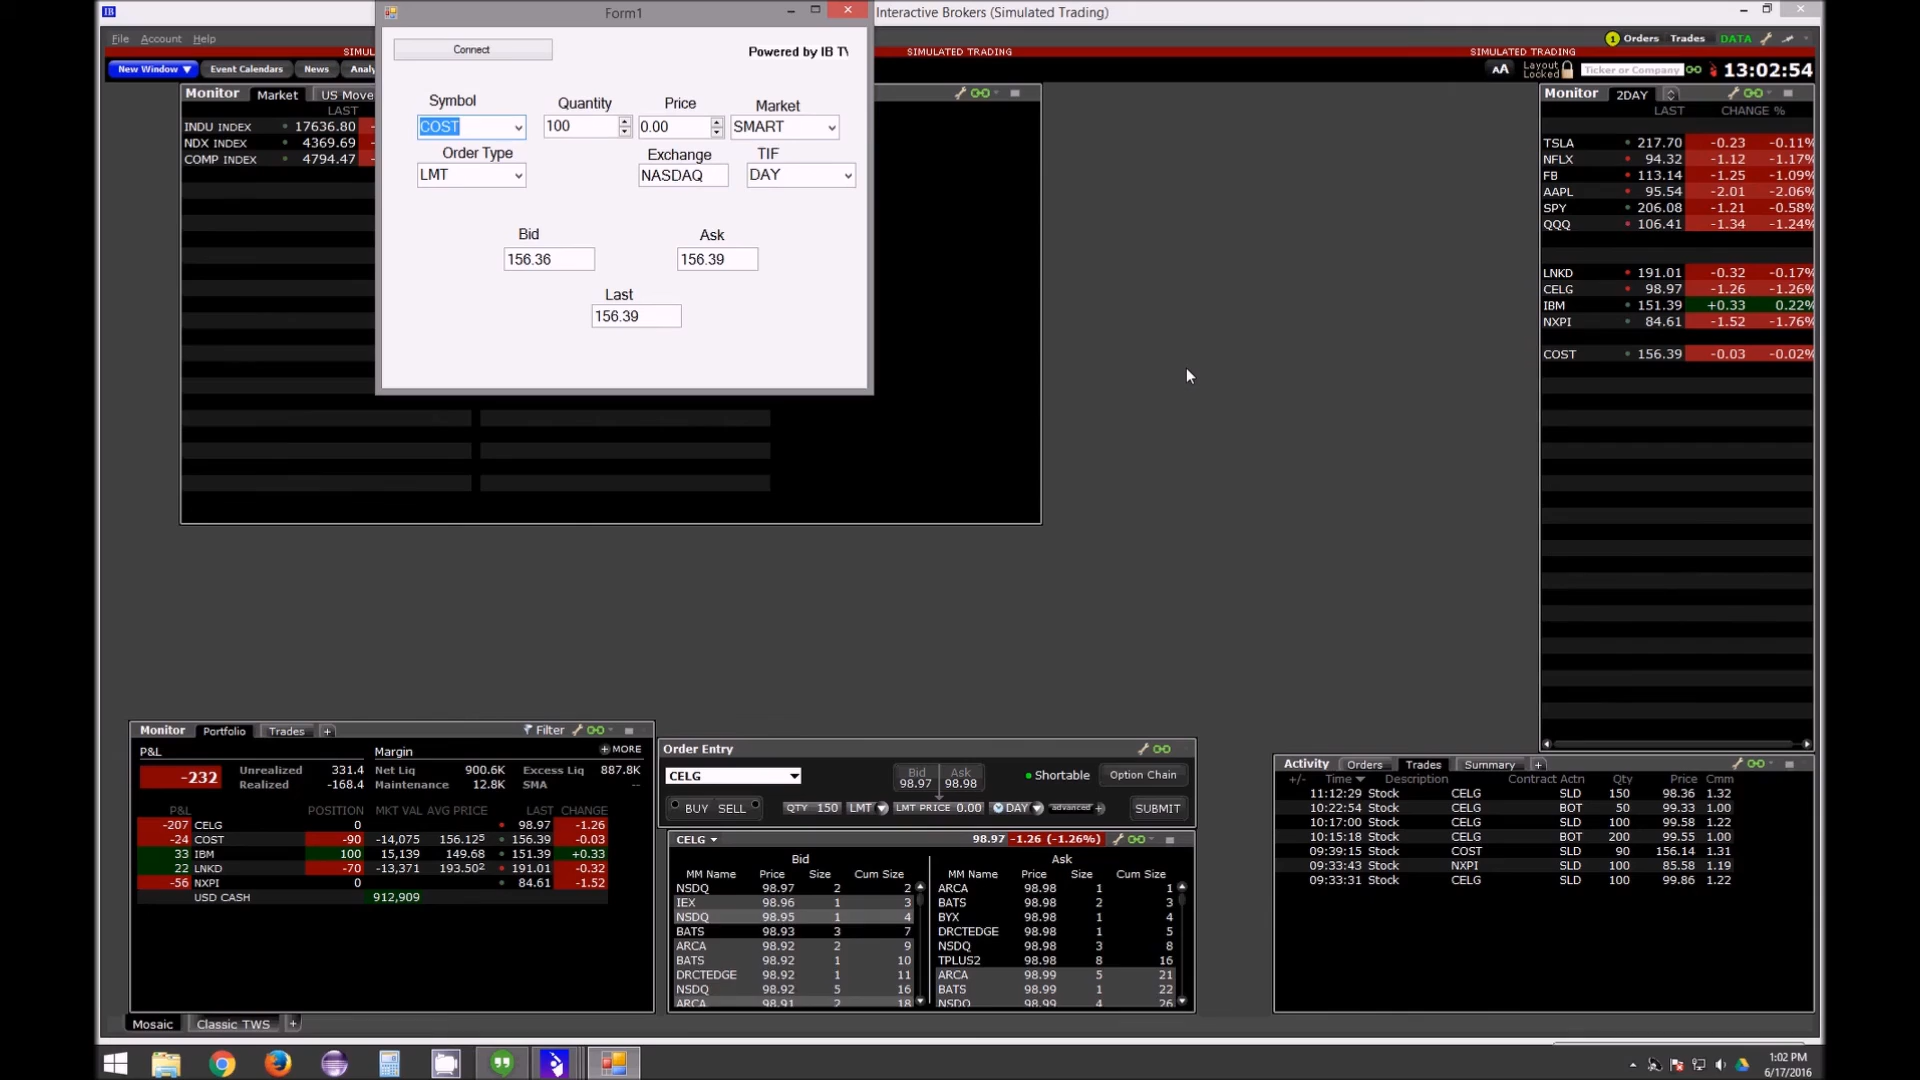 IB
Form1
Interactive Brokers (Simulated Trading)
File Account Help
1 Orders Trades DATA
SIMUL
SIMULATED TRADING
SIMULATED TRADING
New Window ▼ Event Calendars News Analy
AA Layout Locked Ticker or Company 13:02:54
Connect
Powered by IB T\
Symbol Quantity Price Market
COST 100 0.00 SMART
Order Type Exchange TIF
LMT NASDAQ DAY
Bid Ask
156.36 156.39
Last
156.39
Monitor Market US Move
LAST
INDU INDEX 17636.80
NDX INDEX 4369.69
COMP INDEX 4794.47
Monitor 2DAY
LAST CHANGE %
TSLA 217.70 -0.23 -0.11%
NFLX 94.32 -1.12 -1.17%
FB 113.14 -1.25 -1.09%
AAPL 95.54 -2.01 -2.06%
SPY 206.08 -1.21 -0.58%
QQQ 106.41 -1.34 -1.24%
LNKD 191.01 -0.32 -0.17%
CELG 98.97 -1.26 -1.26%
IBM 151.39 +0.33 0.22%
NXPI 84.61 -1.52 -1.76%
COST 156.39 -0.03 -0.02%
Monitor Portfolio Trades + Filter
P&L Margin + MORE
-232 Unrealized 331.4 Net Liq 900.6K Excess Liq 887.8K
Realized -168.4 Maintenance 12.8K SMA --
P&L POSITION MKT VAL AVG PRICE LAST CHANGE
-207 CELG 0 98.97 -1.26
-24 COST -90 -14,075 156.12⁵ 156.39 -0.03
33 IBM 100 15,139 149.68 151.39 +0.33
22 LNKD -70 -13,371 193.50² 191.01 -0.32
-56 NXPI 0 84.61 -1.52
USD CASH 912,909
Order Entry
CELG Bid 98.97 Ask 98.98 Shortable Option Chain
BUY SELL QTY 150 LMT LMT PRICE 0.00 DAY advanced + SUBMIT
CELG 98.97 -1.26 (-1.26%)
Bid Ask
MM Name Price Size Cum Size MM Name Price Size Cum Size
NSDQ 98.97 2 2 ARCA 98.98 1 1
IEX 98.96 1 3 BATS 98.98 2 3
NSDQ 98.95 1 4 BYX 98.98 1 4
BATS 98.93 3 7 DRCTEDGE 98.98 1 5
ARCA 98.92 2 9 NSDQ 98.98 3 8
BATS 98.92 1 10 TPLUS2 98.98 8 16
DRCTEDGE 98.92 1 11 ARCA 98.99 5 21
NSDQ 98.92 5 16 BATS 98.99 1 22
ARCA 98.91 2 18 NSDQ 98.99 4 26
Activity Orders Trades Summary +
+/- Time Description Contract Actn Qty Price Cmm
11:12:29 Stock CELG SLD 150 98.36 1.32
10:22:54 Stock CELG BOT 50 99.33 1.00
10:17:00 Stock CELG SLD 100 99.58 1.22
10:15:18 Stock CELG BOT 200 99.55 1.00
09:39:15 Stock COST SLD 90 156.14 1.31
09:33:43 Stock NXPI SLD 100 85.58 1.19
09:33:31 Stock CELG SLD 100 99.86 1.22
Mosaic Classic TWS +
1:02 PM
6/17/2016